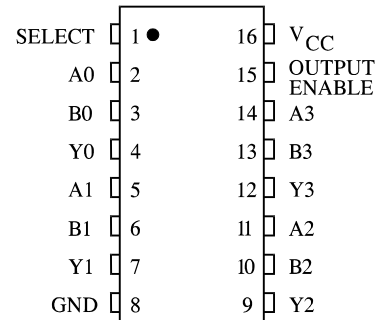 SELECT 1 16 VCC
A0 2 15 OUTPUT ENABLE
B0 3 14 A3
Y0 4 13 B3
A1 5 12 Y3
B1 6 11 A2
Y1 7 10 B2
GND 8 9 Y2